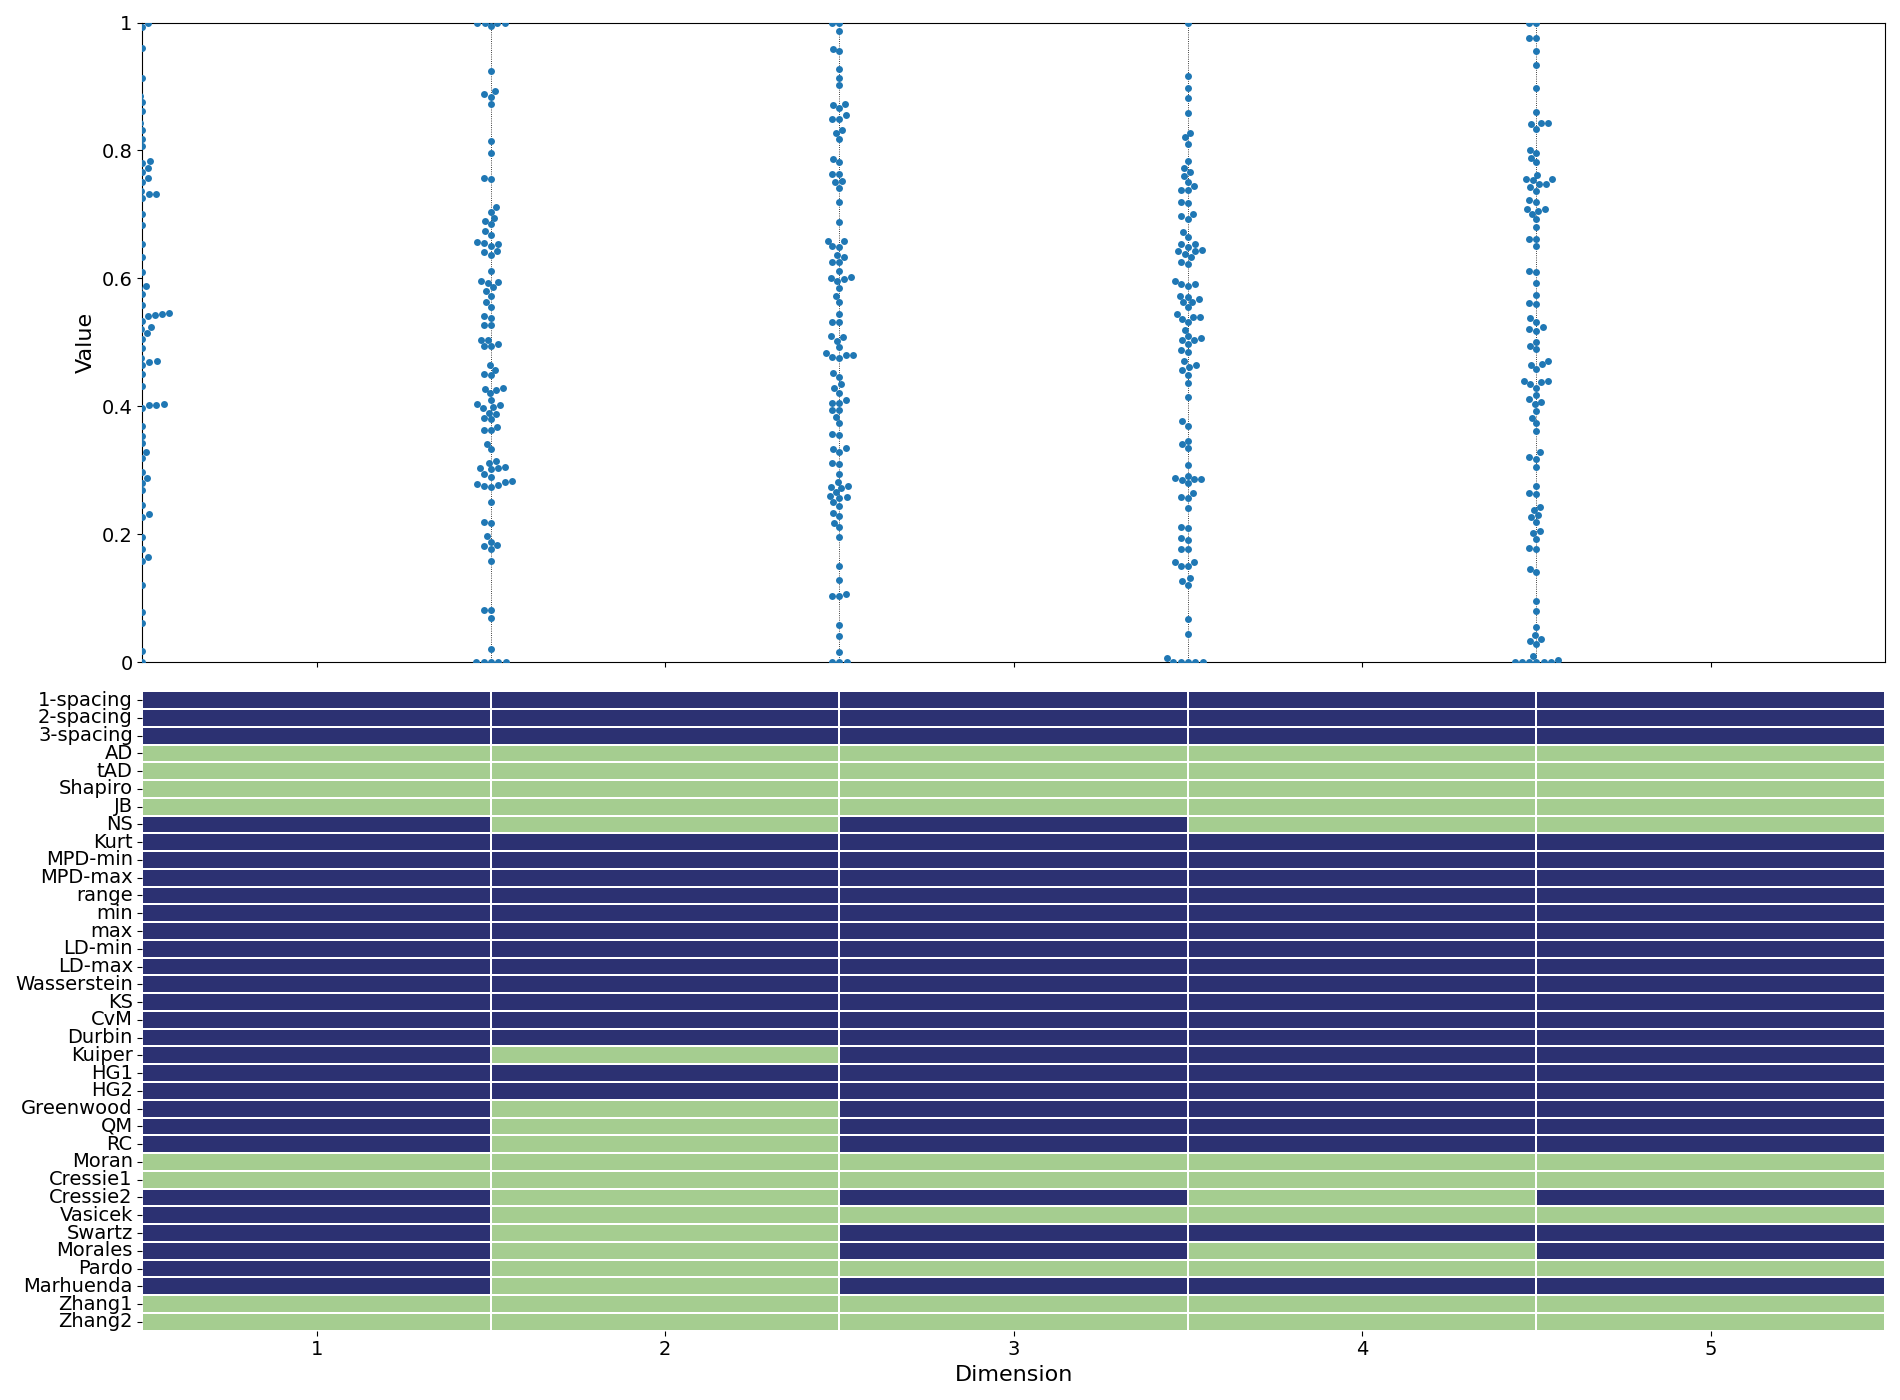 1
0.8
0.6
Value
0.4
0.2
0
1-spacing
2-spacing
3-spacing
AD
tAD
Shapiro
JB
NS
Kurt
MPD-min
MPD-max
range
min
max
LD-min
LD-max
Wasserstein
KS
CvM
Durbin
Kuiper
HG1
HG2
Greenwood
QM
RC
Moran
Cressie1
Cressie2
Vasicek
Swartz
Morales
Pardo
Marhuenda
Zhang1
Zhang2
1 2 3 4 5
Dimension